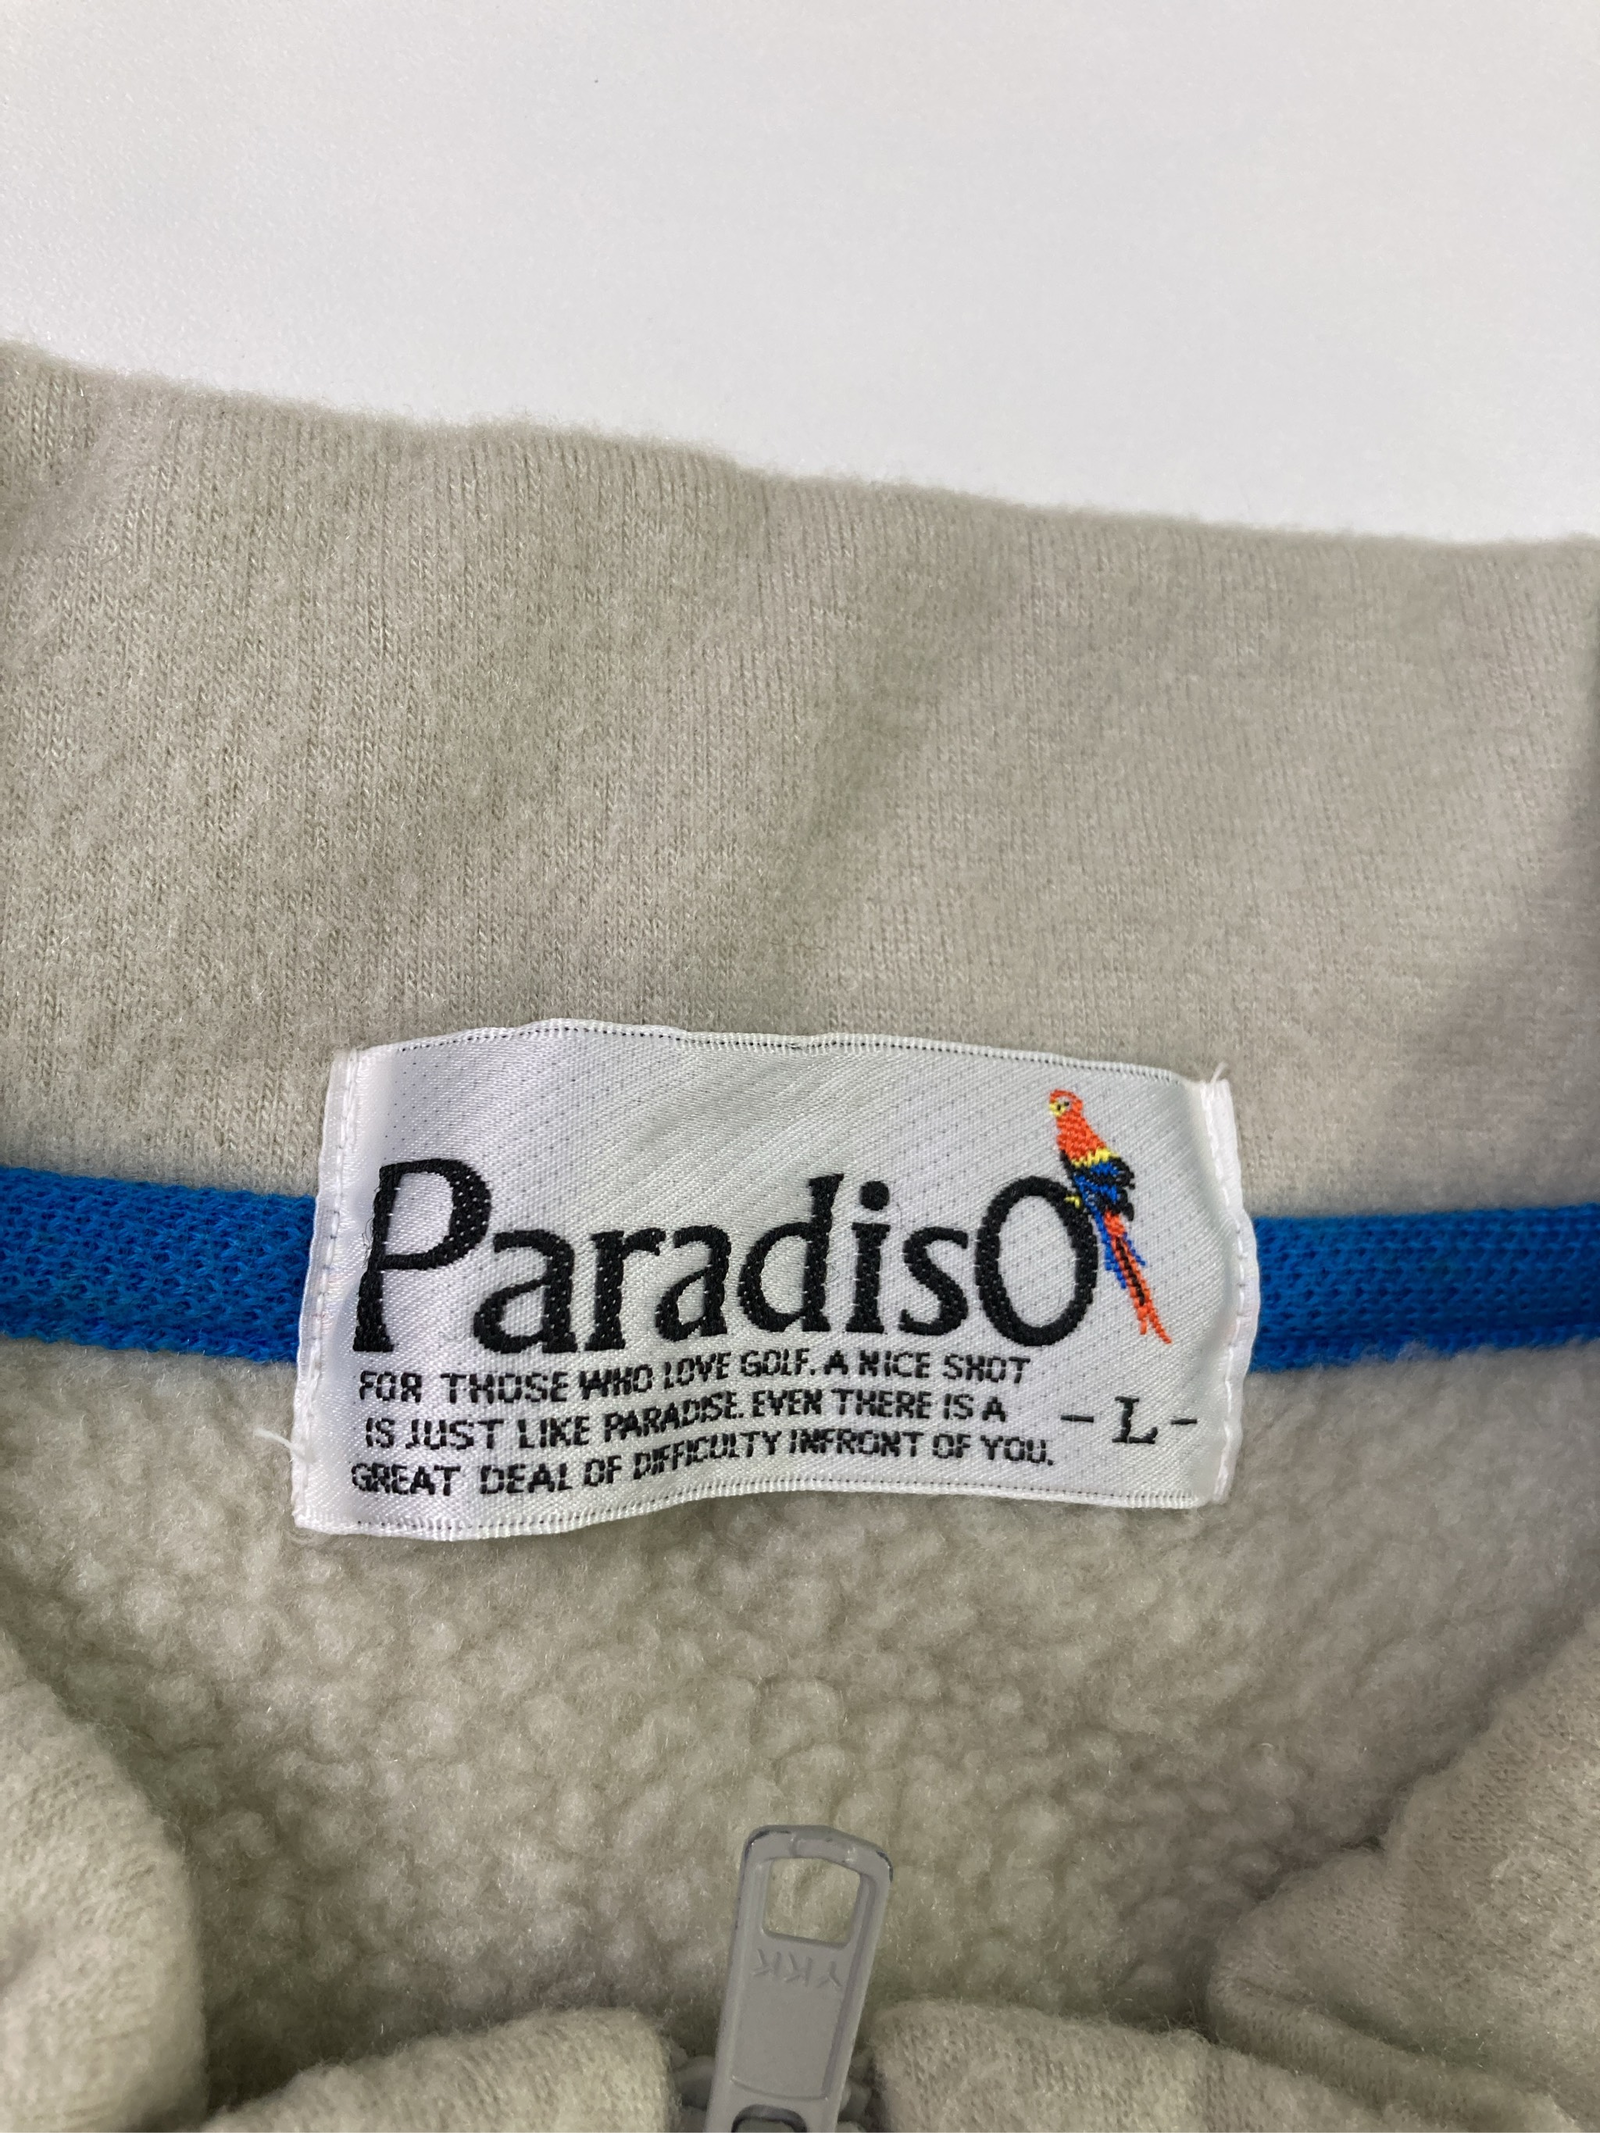 ParadisO
FOR THOSE WHO LOVE GOLF. A NICE SHOT
IS JUST LIKE PARADISE. EVEN THERE IS A
GREAT DEAL OF DIFFICULTY INFRONT OF YOU.
- L -
YKK